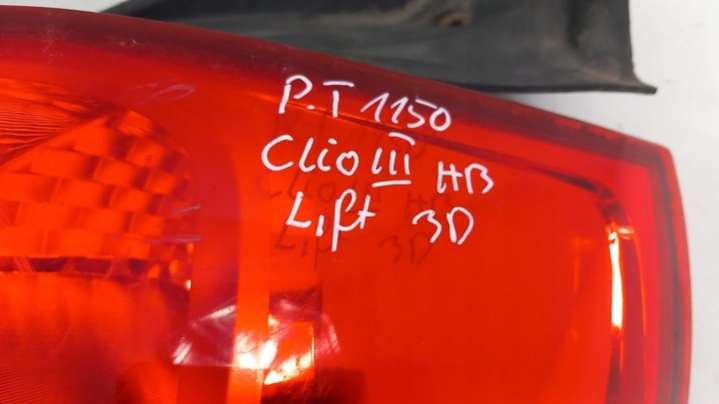 P.T 1150
Clio III HB
Lift 3D